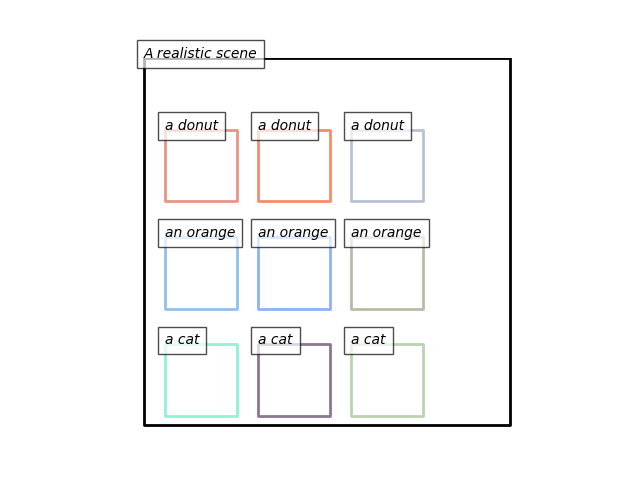 A realistic scene
a donut a donut a donut
an orange an orange an orange
a cat a cat a cat